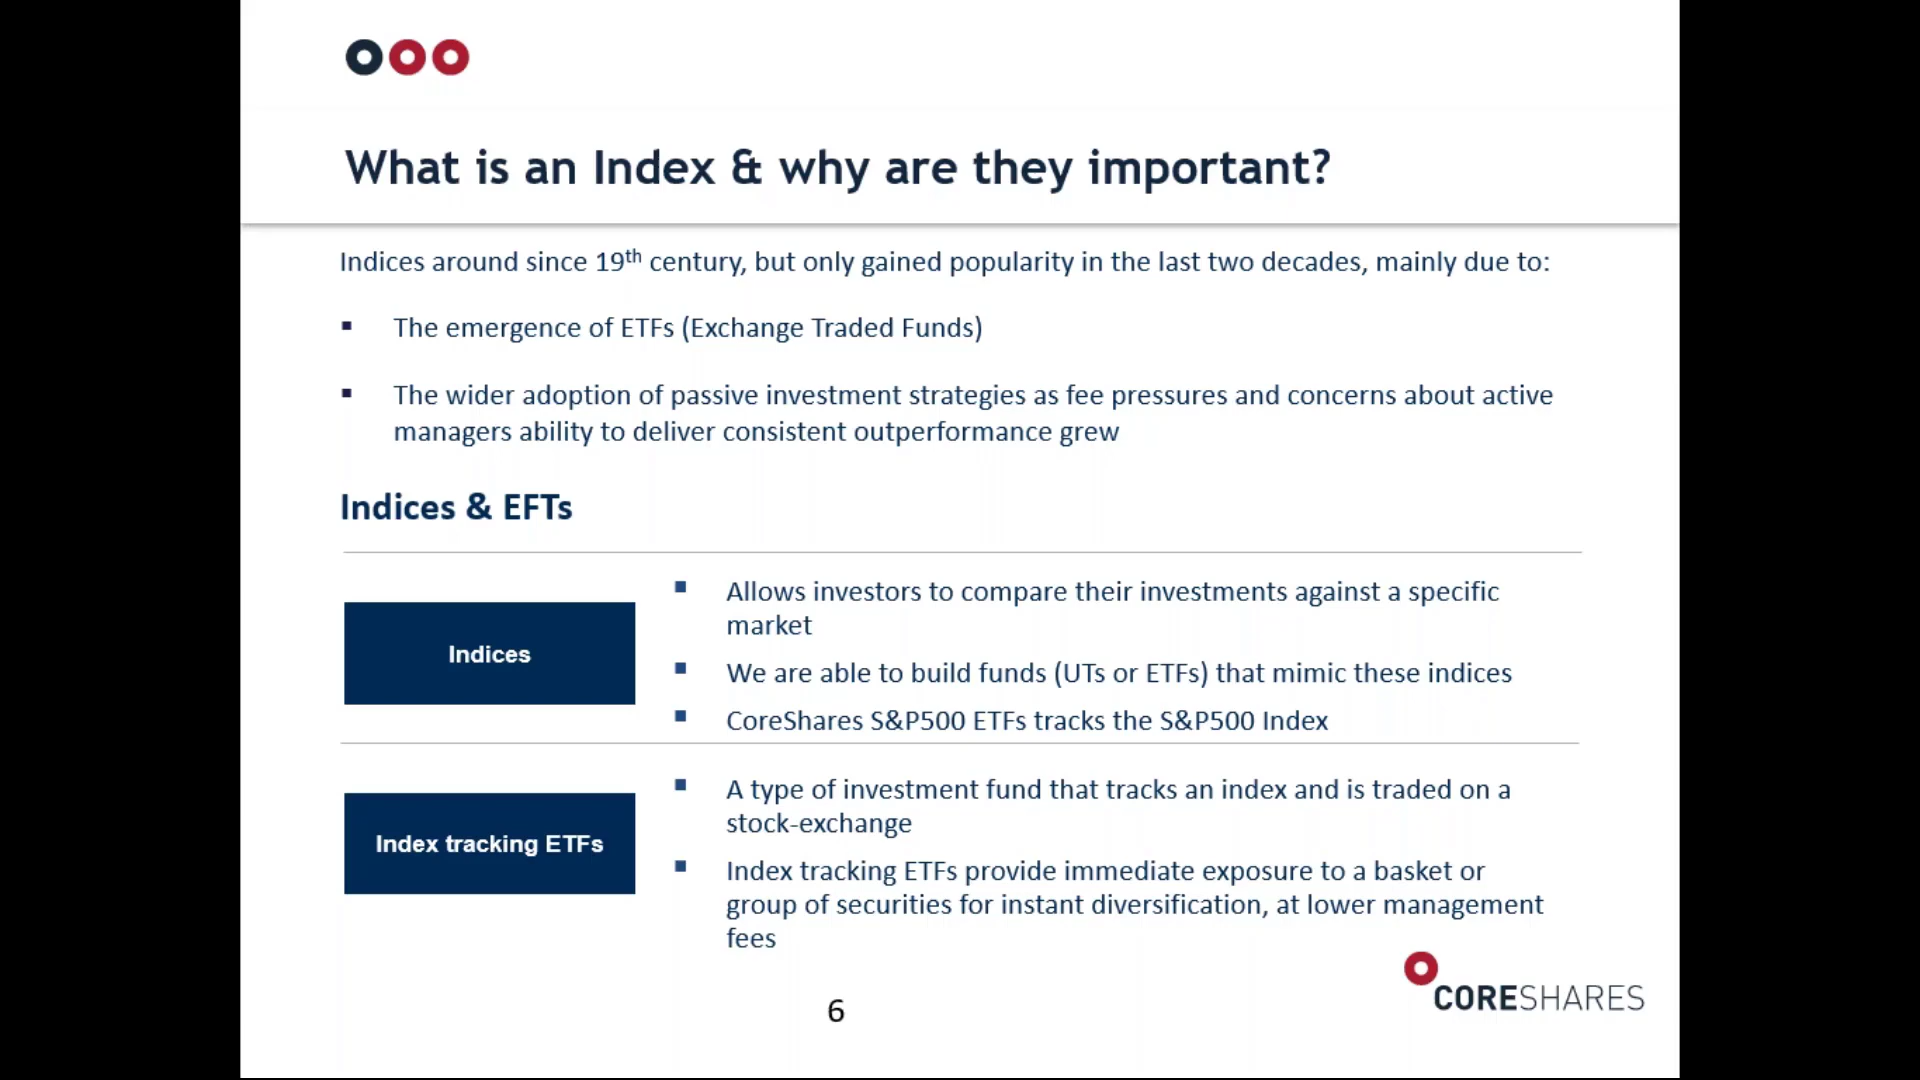 What is an Index & why are they important?
Indices around since 19th century, but only gained popularity in the last two decades, mainly due to:
▪ The emergence of ETFs (Exchange Traded Funds)
▪ The wider adoption of passive investment strategies as fee pressures and concerns about active
managers ability to deliver consistent outperformance grew
Indices & EFTs
Indices
▪ Allows investors to compare their investments against a specific
market
▪ We are able to build funds (UTs or ETFs) that mimic these indices
▪ CoreShares S&P500 ETFs tracks the S&P500 Index
Index tracking ETFs
▪ A type of investment fund that tracks an index and is traded on a
stock-exchange
▪ Index tracking ETFs provide immediate exposure to a basket or
group of securities for instant diversification, at lower management
fees
6
CORESHARES